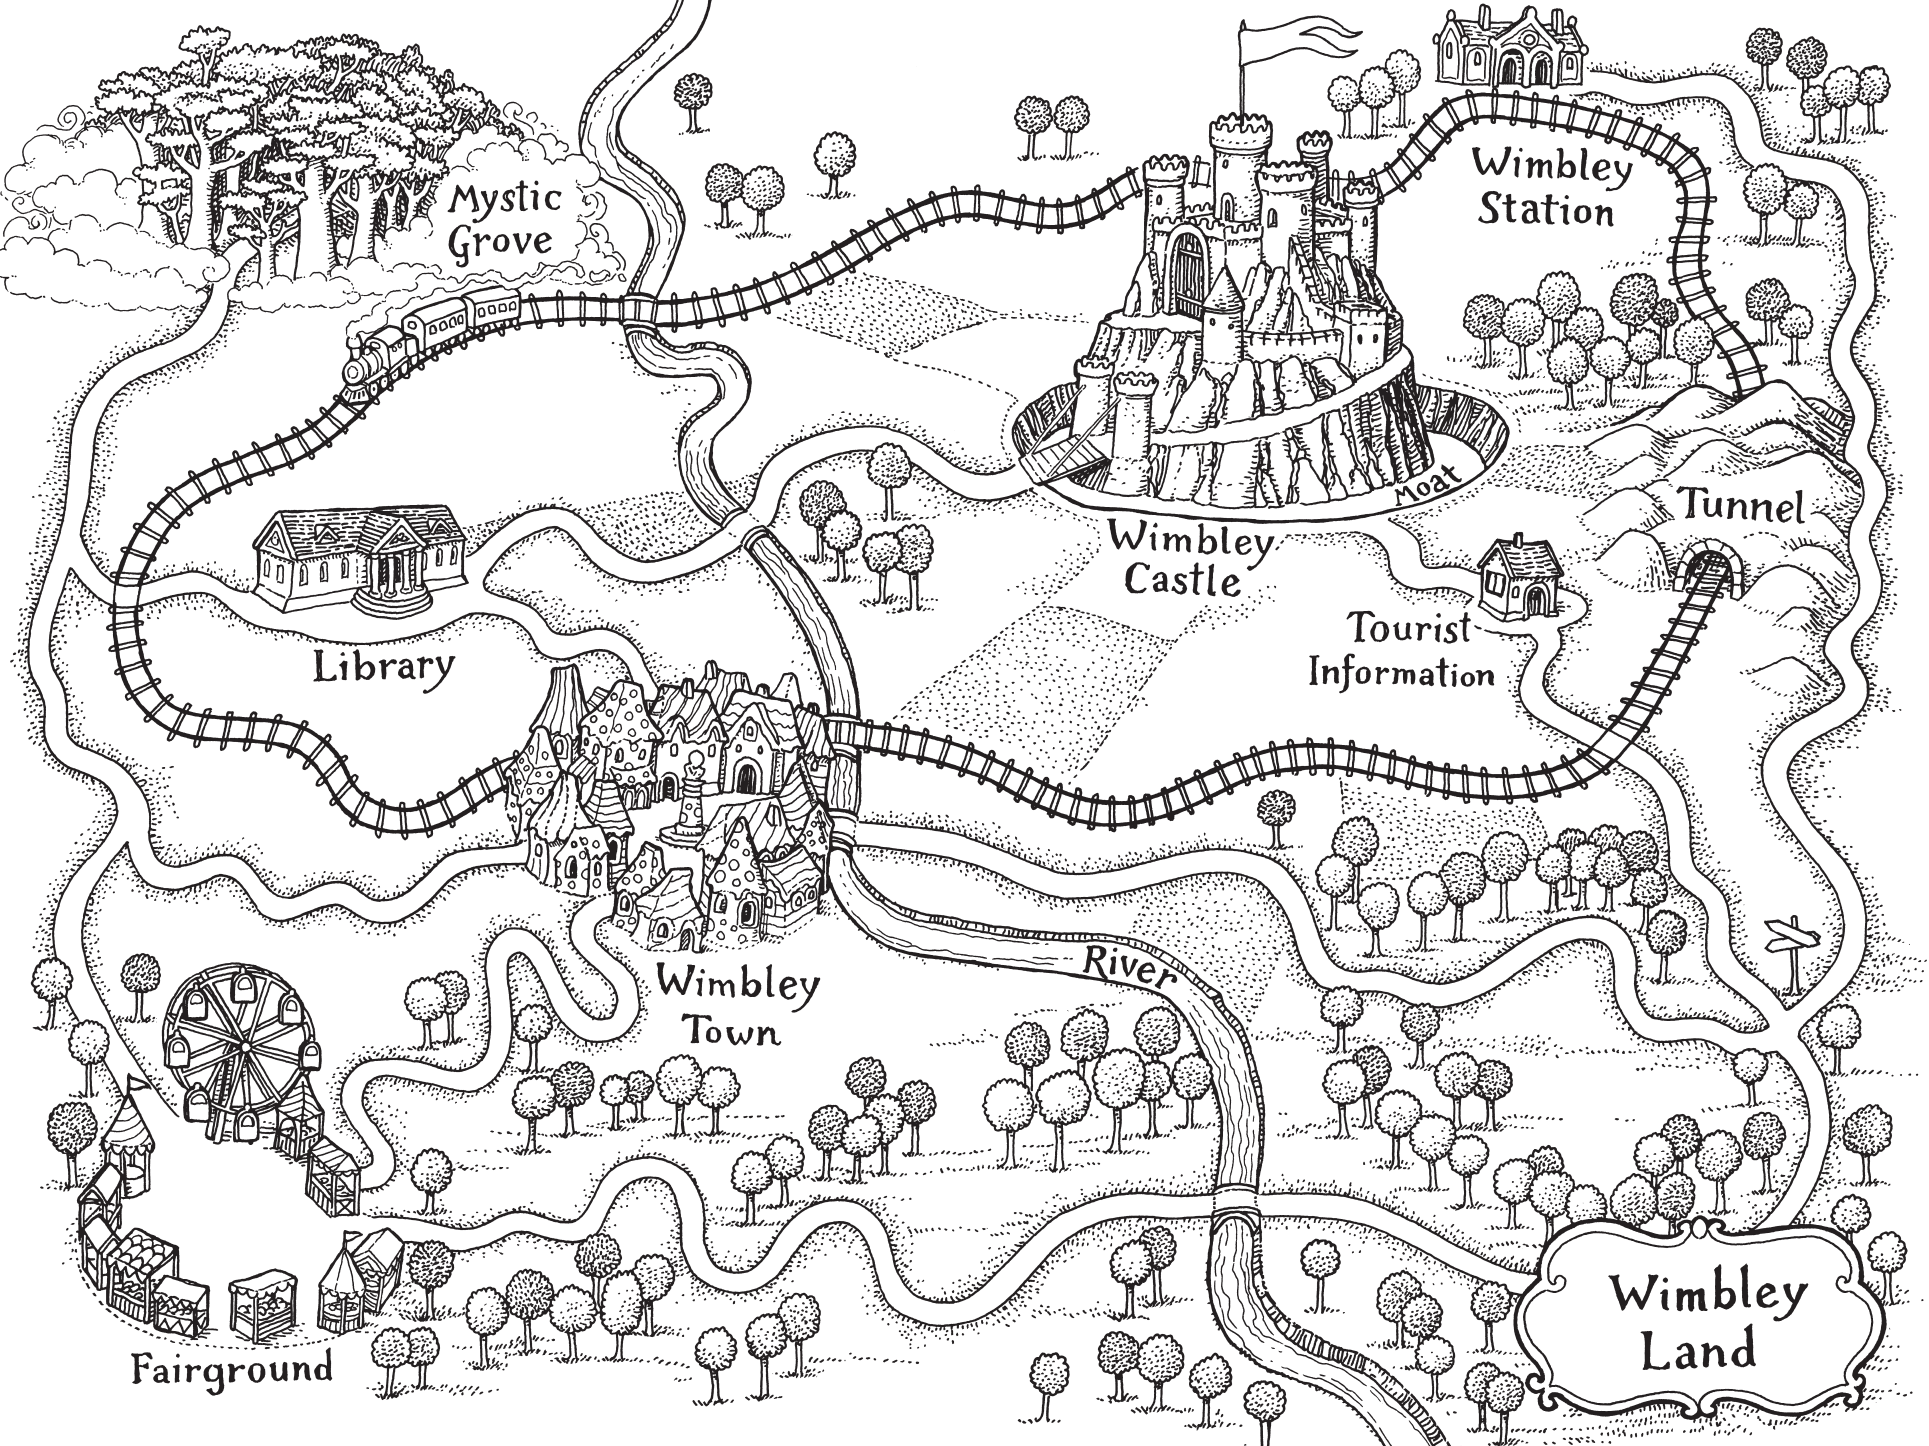 Mystic
Grove
Wimbley
Station
Moat
Tunnel
Wimbley
Castle
Tourist
Information
Library
River
Wimbley
Town
Wimbley
Land
Fairground